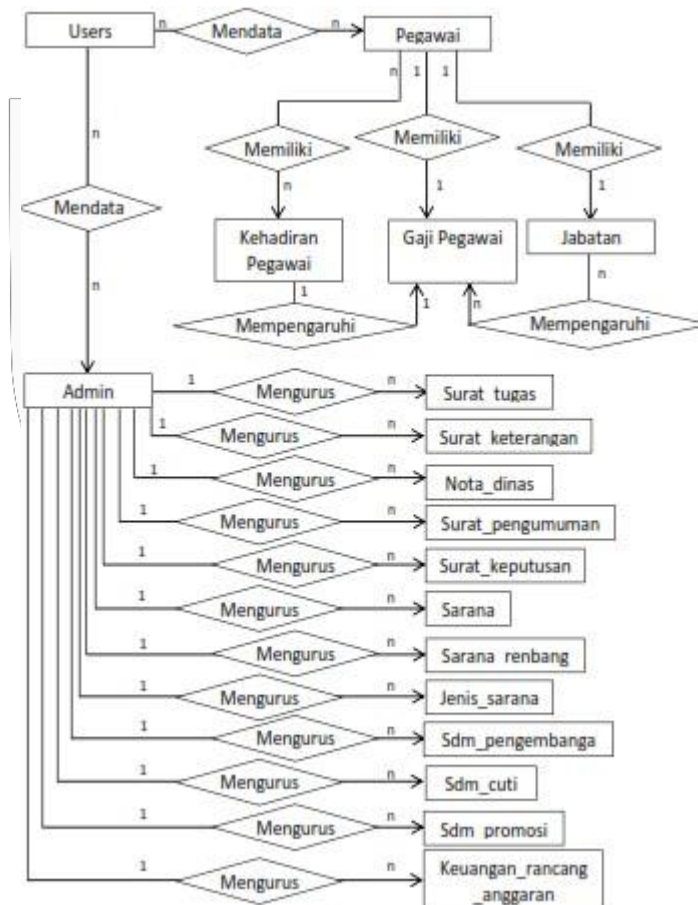 Users
n
Mendata
n
Pegawai
n
1
1
n
Memiliki
Memiliki
Memiliki
Mendata
n
1
1
Kehadiran
Pegawai
Gaji Pegawai
Jabatan
n
1
1
n
n
Mempengaruhi
Mempengaruhi
Admin
1
Mengurus
n
Surat tugas
1
Mengurus
n
Surat keterangan
1
Mengurus
n
Nota_dinas
1
Mengurus
n
Surat_pengumuman
1
Mengurus
n
Surat_keputusan
1
Mengurus
n
Sarana
1
Mengurus
n
Sarana renbang
1
Mengurus
n
Jenis_sarana
1
Mengurus
n
Sdm_pengembanga
1
Mengurus
n
Sdm_cuti
1
Mengurus
n
Sdm promosi
1
Mengurus
n
Keuangan_rancang
_anggaran